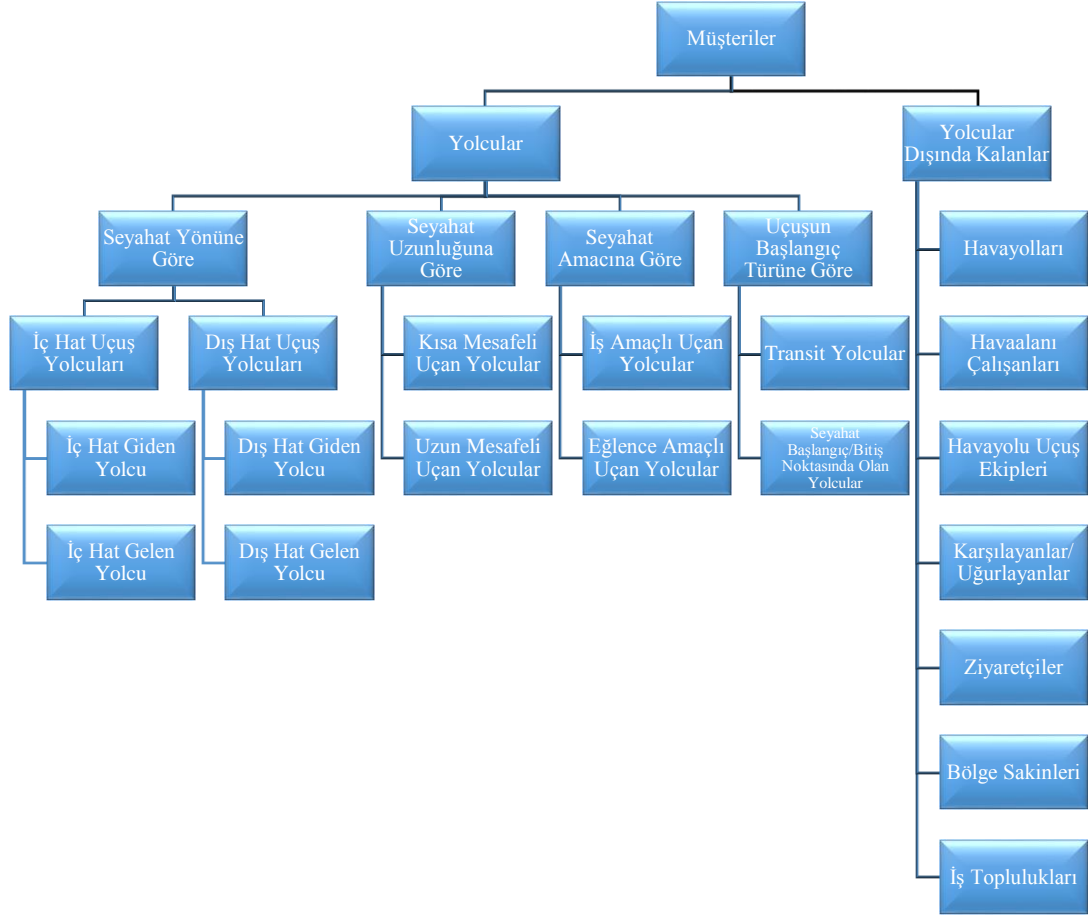 Müşteriler
Yolcular
Yolcular
Dışında Kalanlar
Seyahat Yönüne
Göre
Seyahat
Uzunluğuna
Göre
Seyahat
Amacına Göre
Uçuşun
Başlangıç
Türüne Göre
Havayolları
İç Hat Uçuş
Yolcuları
Dış Hat Uçuş
Yolcuları
Kısa Mesafeli
Uçan Yolcular
İş Amaçlı Uçan
Yolcular
Transit Yolcular
Havaalanı
Çalışanları
İç Hat Giden
Yolcu
Dış Hat Giden
Yolcu
Uzun Mesafeli
Uçan Yolcular
Eğlence Amaçlı
Uçan Yolcular
Seyahat
Başlangıç/Bitiş
Noktasında Olan
Yolcular
Havayolu Uçuş
Ekipleri
İç Hat Gelen
Yolcu
Dış Hat Gelen
Yolcu
Karşılayanlar/
Uğurlayanlar
Ziyaretçiler
Bölge Sakinleri
İş Toplulukları